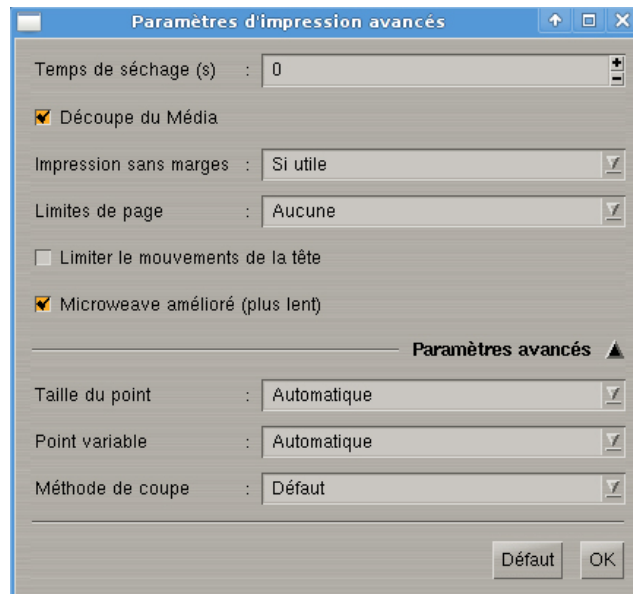 Paramètres d'impression avancés
Temps de séchage (s) : 0
Découpe du Média
Impression sans marges : Si utile
Limites de page : Aucune
Limiter le mouvements de la tête
Microweave amélioré (plus lent)
Paramètres avancés
Taille du point : Automatique
Point variable : Automatique
Méthode de coupe : Défaut
Défaut OK